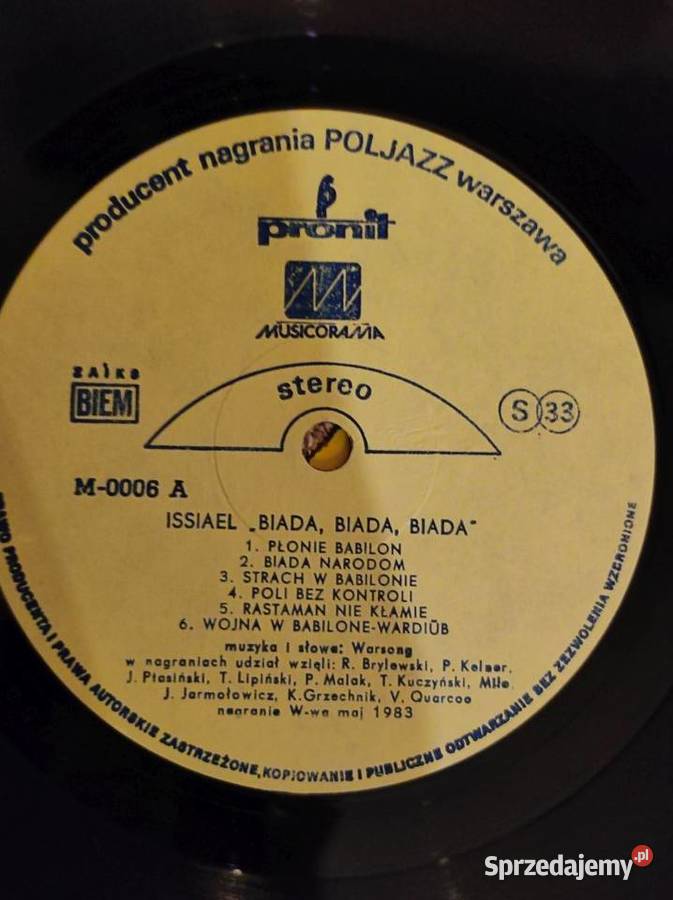 producent nagrania POLJAZZ warszawa
pronit
MUSICORAMA
stereo
ZAIKS
BIEM
S 33
M-0006 A
ISSIAEL „BIADA, BIADA, BIADA"
1. PŁONIE BABILON
2. BIADA NARODOM
3. STRACH W BABILONIE
4. POLI BEZ KONTROLI
5. RASTAMAN NIE KŁAMIE
6. WOJNA W BABILONE-WARDIŪB
muzyka i słowa: Warsong
w nagraniach udział wzięli: R. Brylewski, P. Kelner,
J. Ptasiński, T. Lipiński, P. Malak, T. Kuczyński, Milo,
J. Jarmołowicz, K. Grzechnik, V. Quarcoo
nagranie W-wa maj 1983
PRAWO PRODUCENTA I PRAWA AUTORSKIE ZASTRZEŻONE, KOPIOWANIE I PUBLICZNE ODTWARZANIE BEZ ZEZWOLENIA WZBRONIONE
Sprzedajemy.pl